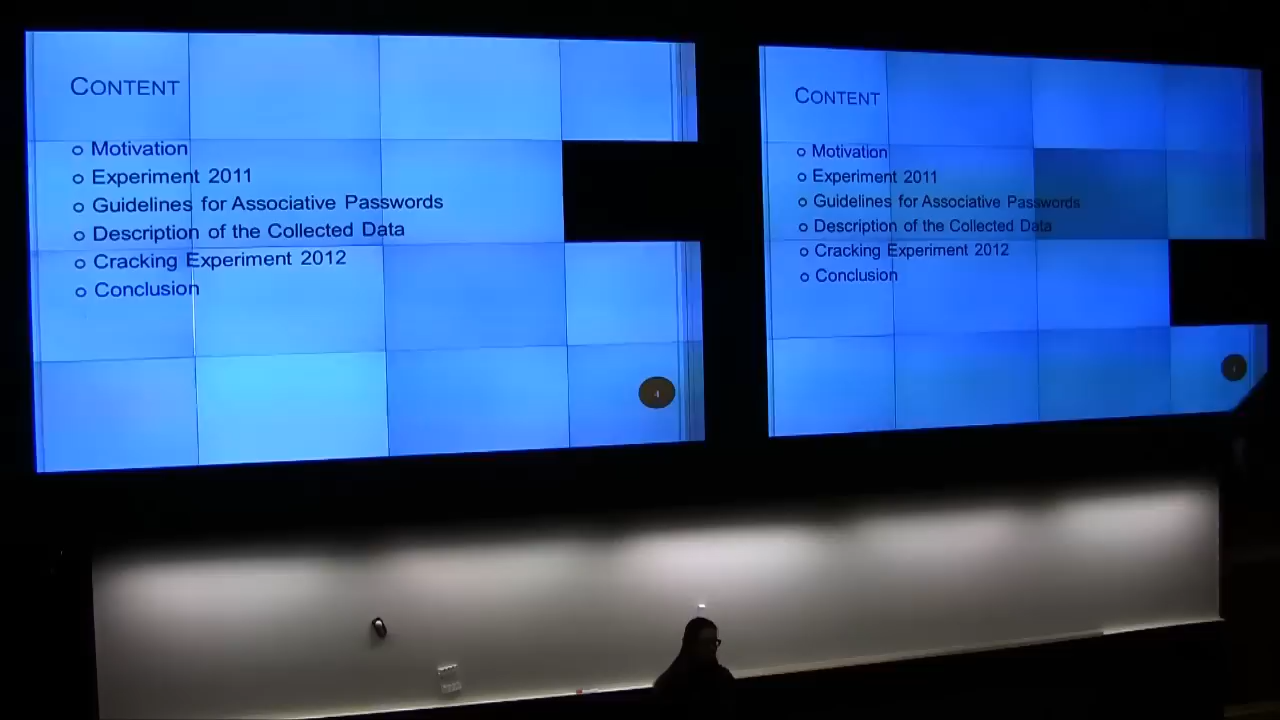 CONTENT
Motivation
Experiment 2011
Guidelines for Associative Passwords
Description of the Collected Data
Cracking Experiment 2012
Conclusion
4
CONTENT
Motivation
Experiment 2011
Guidelines for Associative Passwords
Description of the Collected Data
Cracking Experiment 2012
Conclusion